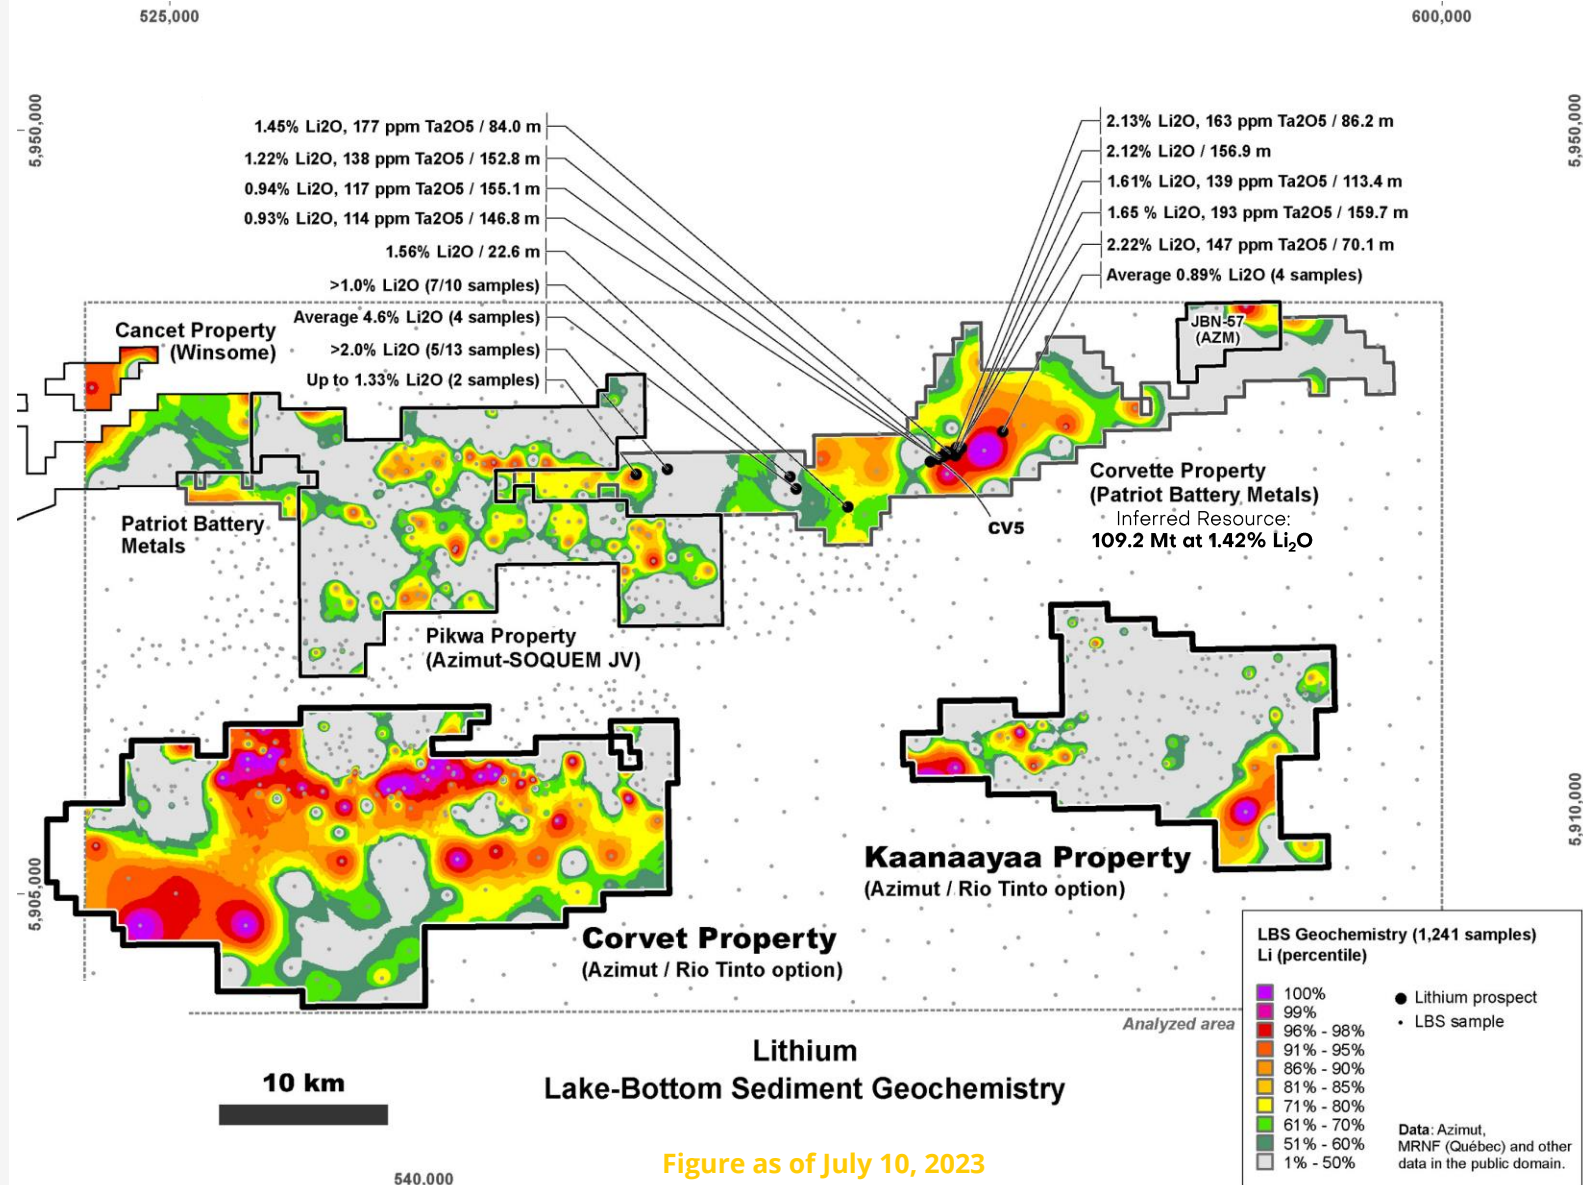 525,000
600,000
5,950,000
5,950,000
1.45% Li2O, 177 ppm Ta2O5 / 84.0 m
1.22% Li2O, 138 ppm Ta2O5 / 152.8 m
0.94% Li2O, 117 ppm Ta2O5 / 155.1 m
0.93% Li2O, 114 ppm Ta2O5 / 146.8 m
1.56% Li2O / 22.6 m
>1.0% Li2O (7/10 samples)
Average 4.6% Li2O (4 samples)
>2.0% Li2O (5/13 samples)
Up to 1.33% Li2O (2 samples)
2.13% Li2O, 163 ppm Ta2O5 / 86.2 m
2.12% Li2O / 156.9 m
1.61% Li2O, 139 ppm Ta2O5 / 113.4 m
1.65 % Li2O, 193 ppm Ta2O5 / 159.7 m
2.22% Li2O, 147 ppm Ta2O5 / 70.1 m
Average 0.89% Li2O (4 samples)
Cancet Property
(Winsome)
JBN-57
(AZM)
Patriot Battery
Metals
Corvette Property
(Patriot Battery Metals)
Inferred Resource:
109.2 Mt at 1.42% Li₂O
CV5
Pikwa Property
(Azimut-SOQUEM JV)
Kaanaayaa Property
(Azimut / Rio Tinto option)
5,910,000
5,905,000
Corvet Property
(Azimut / Rio Tinto option)
Analyzed area
Lithium
Lake-Bottom Sediment Geochemistry
10 km
LBS Geochemistry (1,241 samples)
Li (percentile)
100%
99%
96% - 98%
91% - 95%
86% - 90%
81% - 85%
71% - 80%
61% - 70%
51% - 60%
1% - 50%
Lithium prospect
LBS sample
Data: Azimut,
MRNF (Québec) and other
data in the public domain.
Figure as of July 10, 2023
540,000